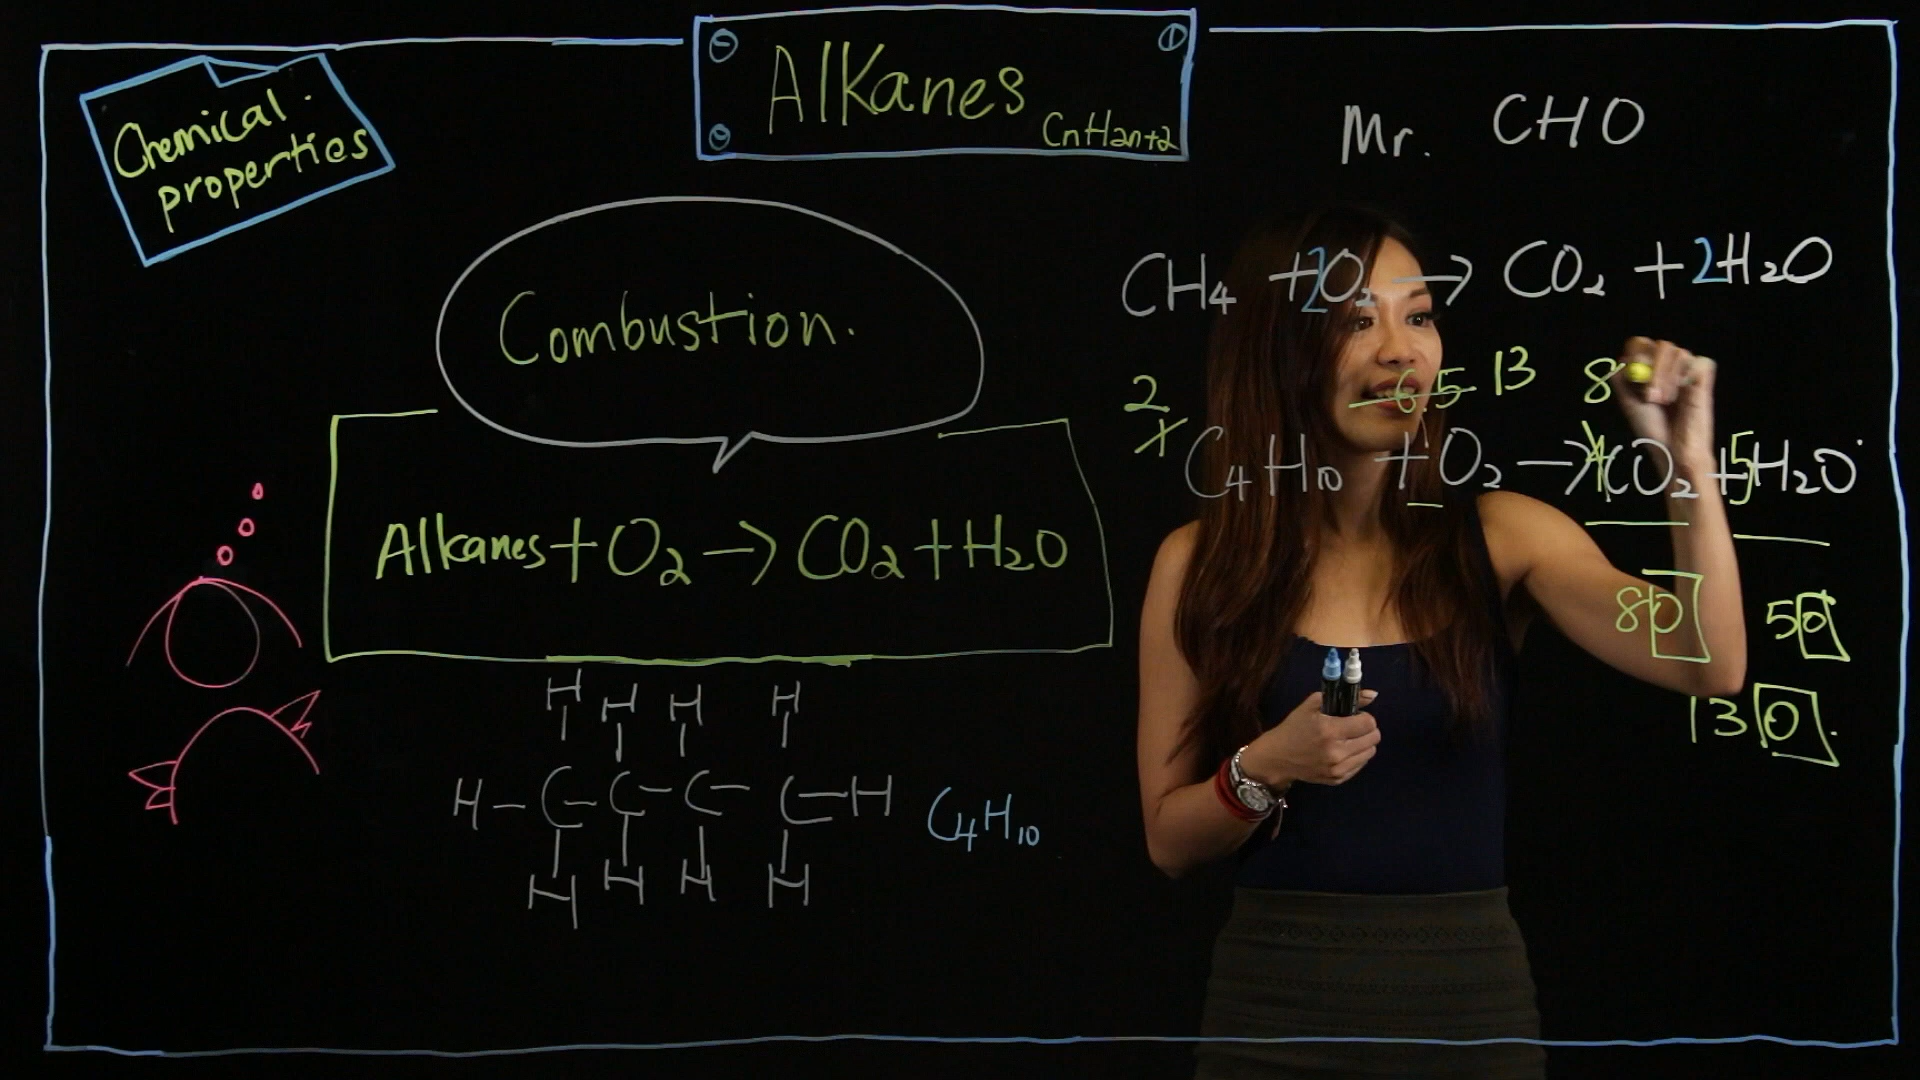 Alkanes
CnH2n+2
Chemical
properties
Mr. CHO
Combustion.
CH4 + 2O2 → CO2 + 2H2O
2 6.5 13 8
1 C4H10 + O2 → 4CO2 + 5H2O
Alkanes + O2 → CO2 + H2O
8O 5O
13O
H H H H
H–C–C–C–C–H C4H10
H H H H